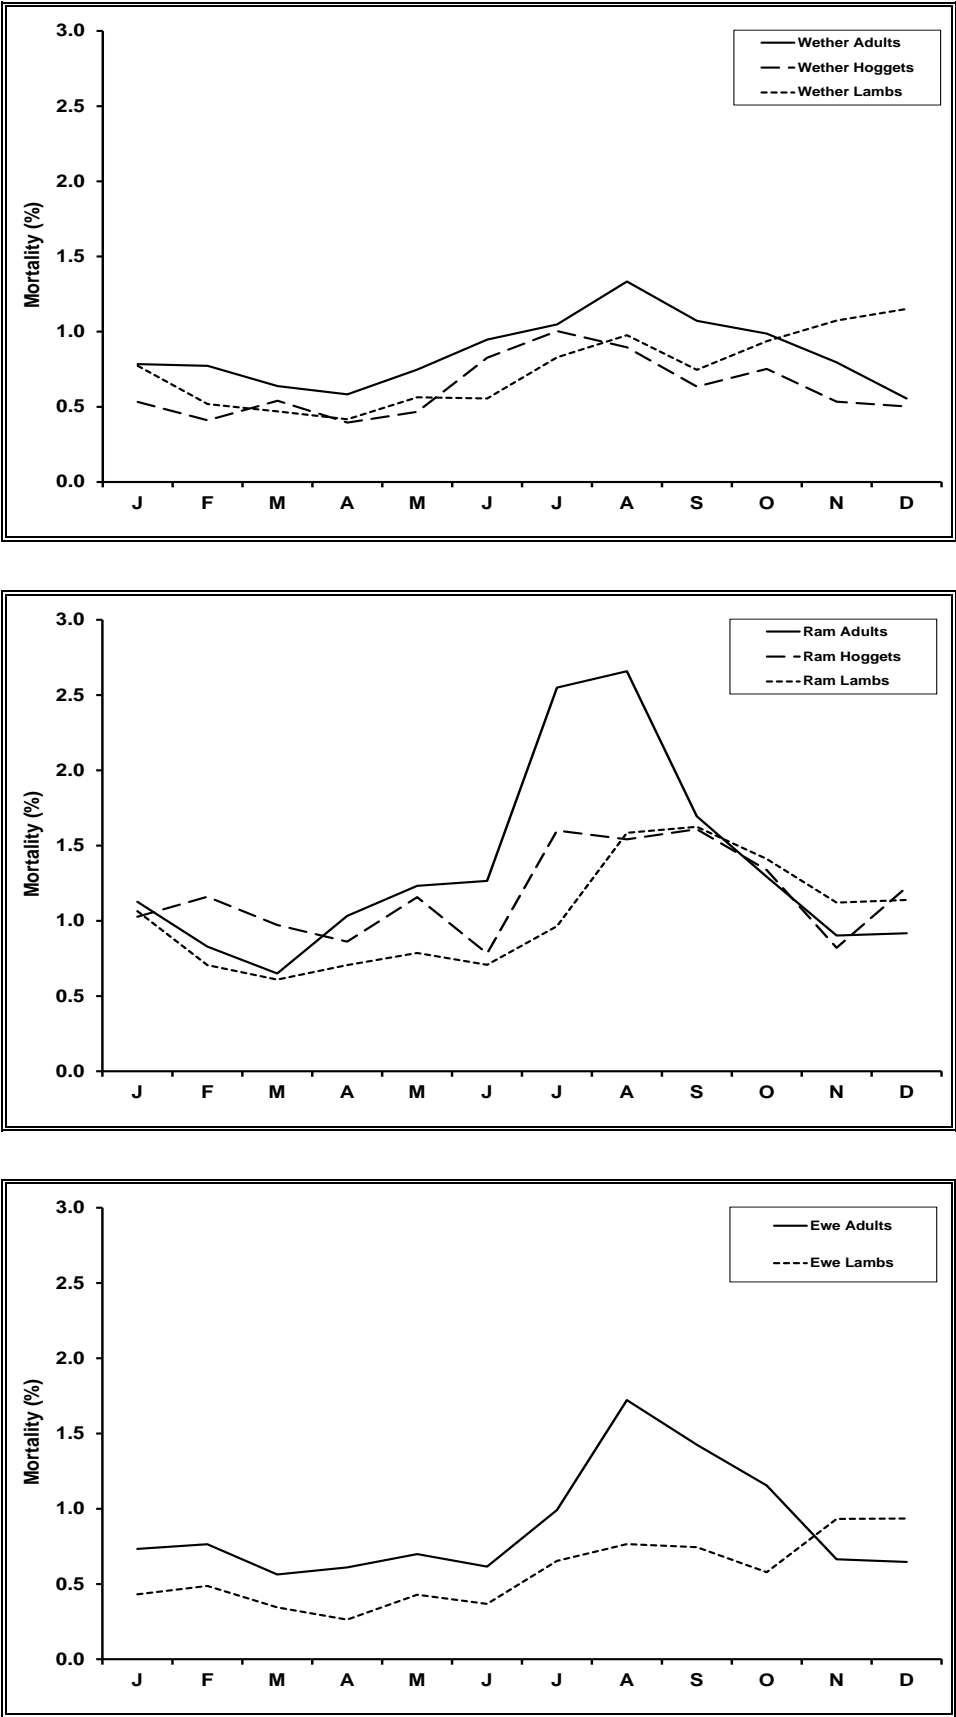 3.0
2.5
2.0
1.5
1.0
0.5
0.0
Mortality (%)
Wether Adults
Wether Hoggets
Wether Lambs
J F M A M J J A S O N D
3.0
2.5
2.0
1.5
1.0
0.5
0.0
Mortality (%)
Ram Adults
Ram Hoggets
Ram Lambs
J F M A M J J A S O N D
3.0
2.5
2.0
1.5
1.0
0.5
0.0
Mortality (%)
Ewe Adults
Ewe Lambs
J F M A M J J A S O N D